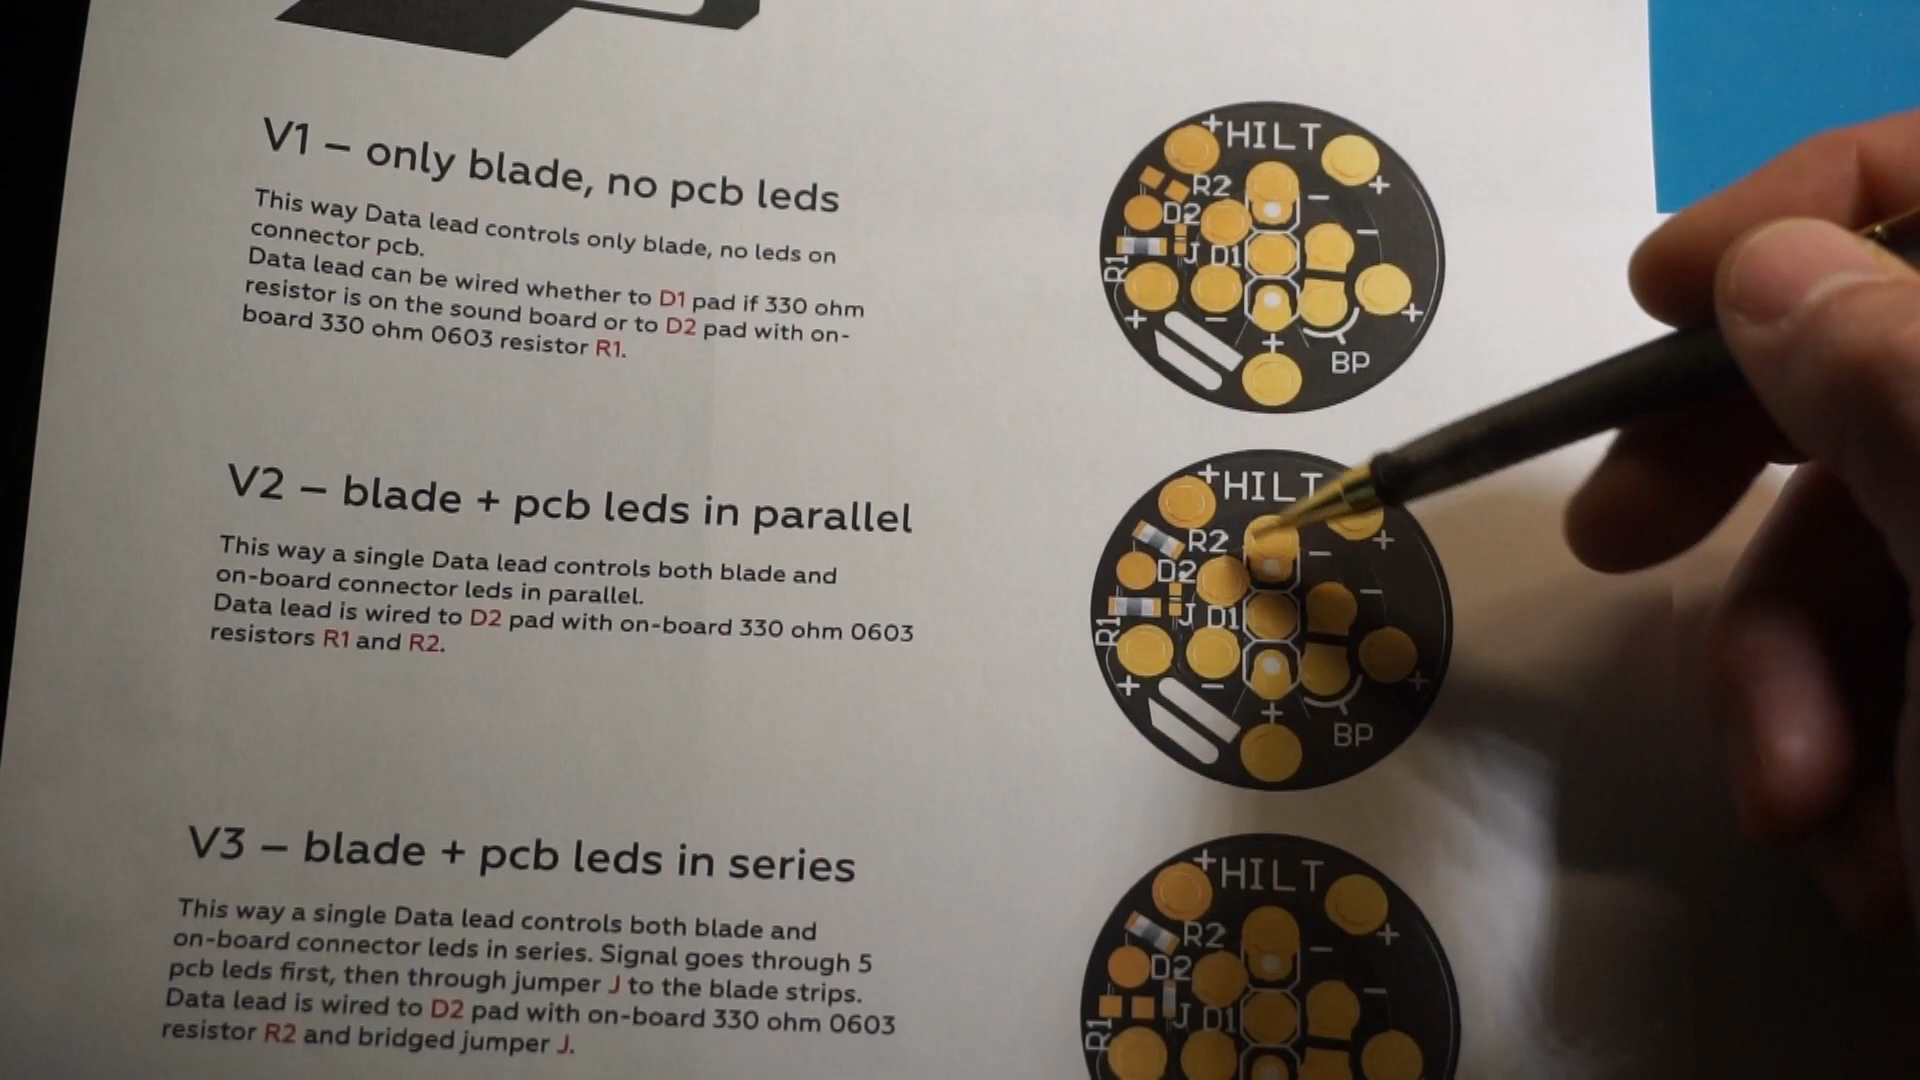 V1 – only blade, no pcb leds
This way Data lead controls only blade, no leds on
connector pcb.
Data lead can be wired whether to D1 pad if 330 ohm
resistor is on the sound board or to D2 pad with on-
board 330 ohm 0603 resistor R1.
+HILT
+
R2
−
D2
−
R1
J D1
+
−
+
+
BP
V2 – blade + pcb leds in parallel
This way a single Data lead controls both blade and
on-board connector leds in parallel.
Data lead is wired to D2 pad with on-board 330 ohm 0603
resistors R1 and R2.
+HILT
+
R2
−
D2
−
R1
J D1
+
−
+
+
BP
V3 – blade + pcb leds in series
This way a single Data lead controls both blade and
on-board connector leds in series. Signal goes through 5
pcb leds first, then through jumper J to the blade strips.
Data lead is wired to D2 pad with on-board 330 ohm 0603
resistor R2 and bridged jumper J.
+HILT
+
R2
−
D2
−
R1
J D1